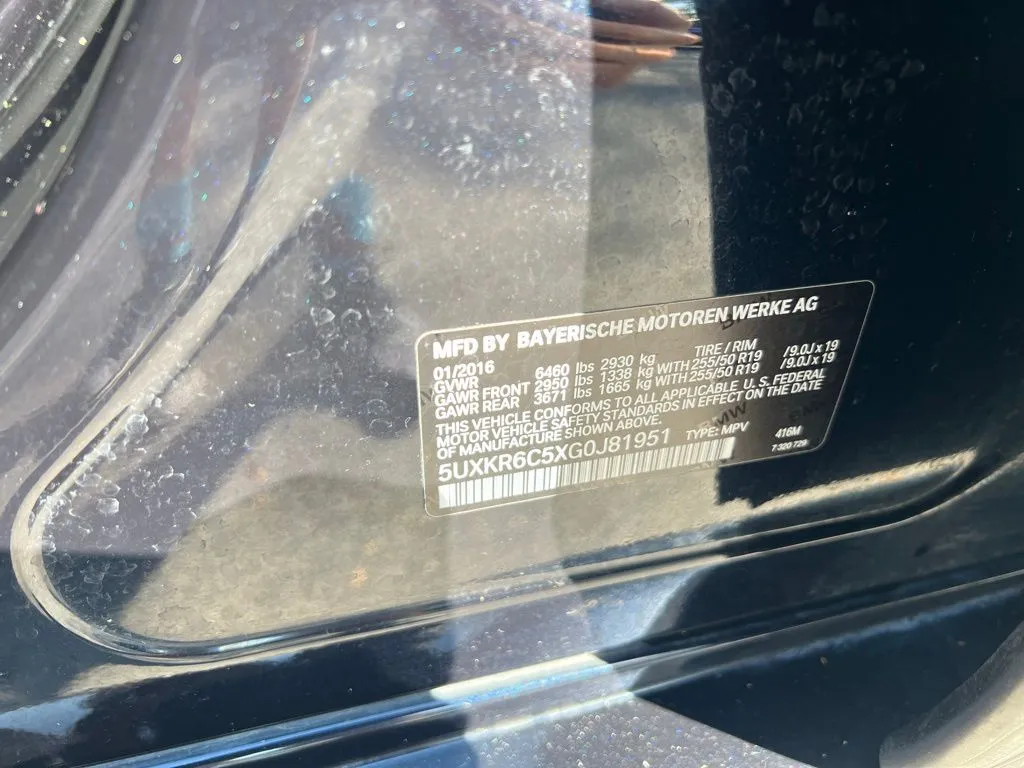 MFD BY BAYERISCHE MOTOREN WERKE AG
01/2016 TIRE / RIM
GVWR 6460 lbs 2930 kg
GAWR FRONT 2950 lbs 1338 kg WITH 255/50 R19 /9.0J x 19
GAWR REAR 3671 lbs 1665 kg WITH 255/50 R19 /9.0J x 19
THIS VEHICLE CONFORMS TO ALL APPLICABLE U.S. FEDERAL
MOTOR VEHICLE SAFETY STANDARDS IN EFFECT ON THE DATE
OF MANUFACTURE SHOWN ABOVE.
5UXKR6C5XG0J81951 TYPE: MPV 416M
7 320 729
BMW